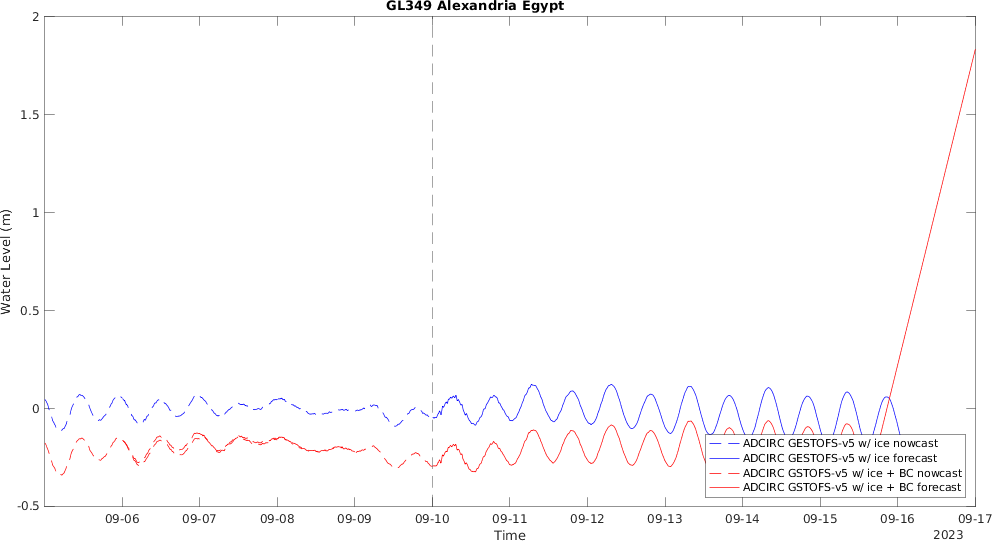 GL349 Alexandria Egypt
2
1.5
1
0.5
0
-0.5
Water Level (m)
09-06
09-07
09-08
09-09
09-10
09-11
09-12
09-13
09-14
09-15
09-16
09-17
Time
2023
ADCIRC GESTOFS-v5 w/ ice nowcast
ADCIRC GESTOFS-v5 w/ ice forecast
ADCIRC GSTOFS-v5 w/ ice + BC nowcast
ADCIRC GSTOFS-v5 w/ ice + BC forecast